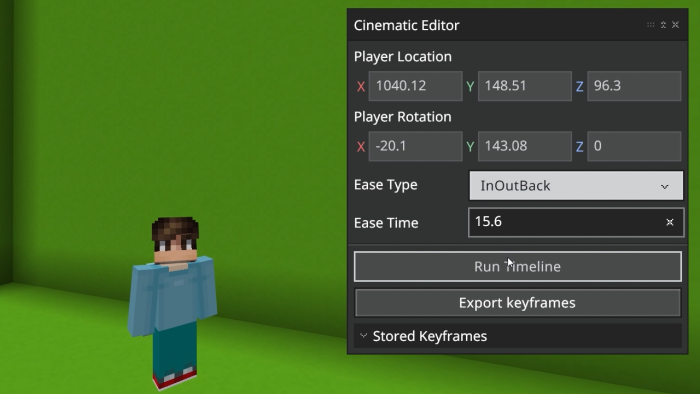 Cinematic Editor
Player Location
X 1040.12 Y 148.51 Z 96.3
Player Rotation
X -20.1 Y 143.08 Z 0
Ease Type InOutBack
Ease Time 15.6
Run Timeline
Export keyframes
Stored Keyframes